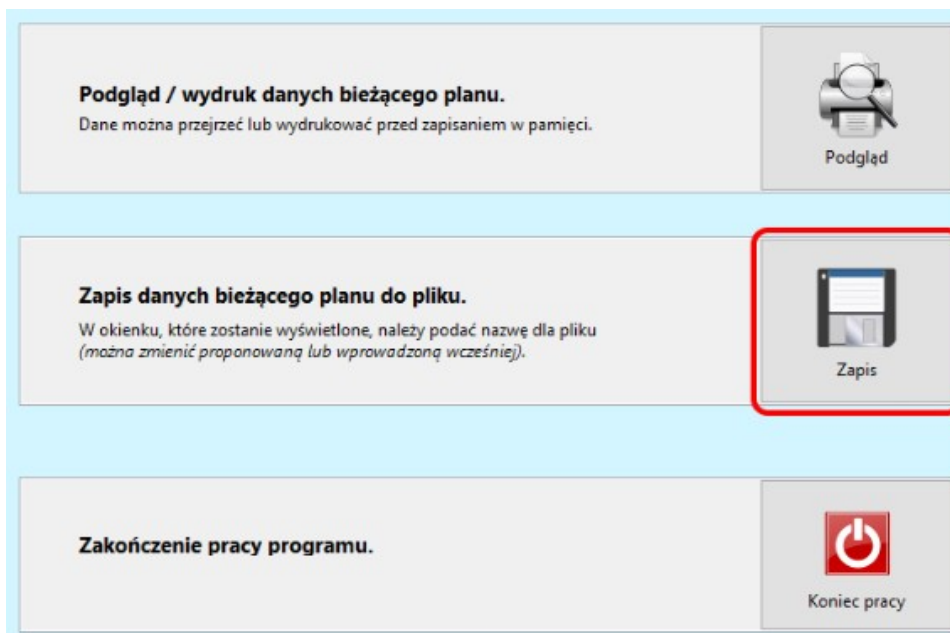 Podgląd / wydruk danych bieżącego planu.
Dane można przejrzeć lub wydrukować przed zapisaniem w pamięci.
Podgląd
Zapis danych bieżącego planu do pliku.
W okienku, które zostanie wyświetlone, należy podać nazwę dla pliku
(można zmienić proponowaną lub wprowadzoną wcześniej).
Zapis
Zakończenie pracy programu.
Koniec pracy